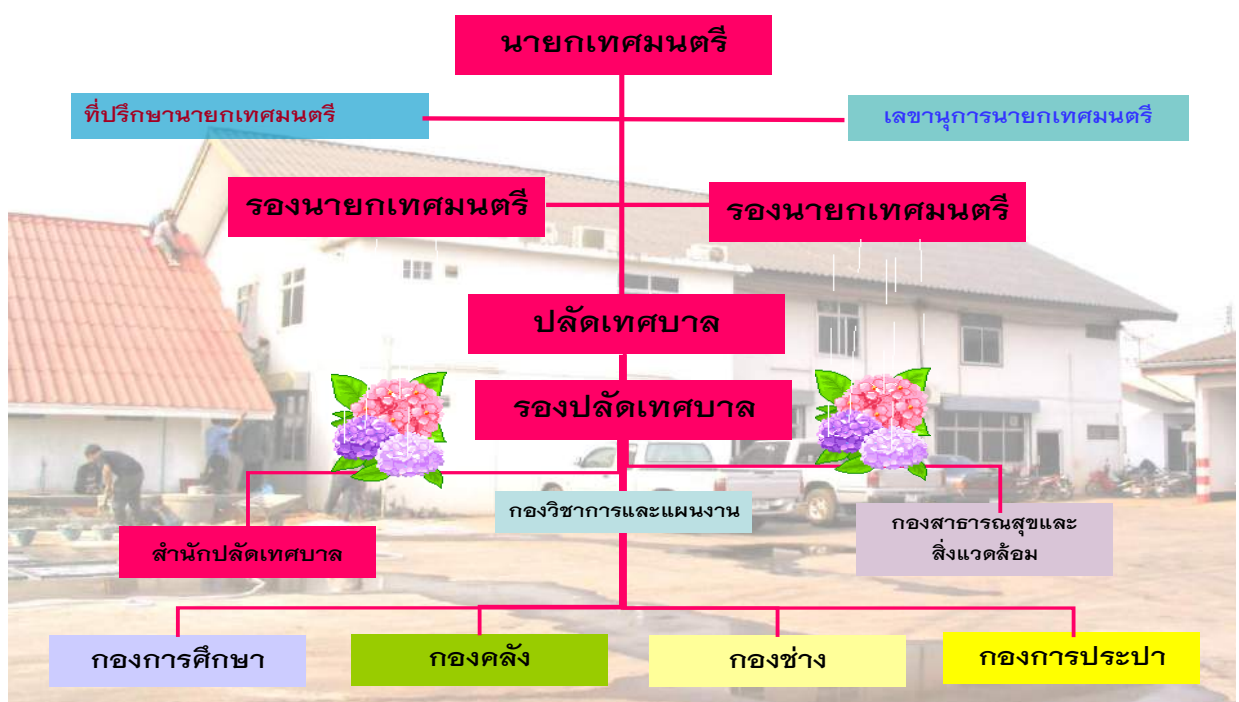 นายกเทศมนตรี
ที่ปรึกษานายกเทศมนตรี
เลขานุการนายกเทศมนตรี
รองนายกเทศมนตรี
รองนายกเทศมนตรี
ปลัดเทศบาล
รองปลัดเทศบาล
กองวิชาการและแผนงาน
กองสาธารณสุขและ
สิ่งแวดล้อม
สำนักปลัดเทศบาล
กองการศึกษา
กองคลัง
กองช่าง
กองการประปา